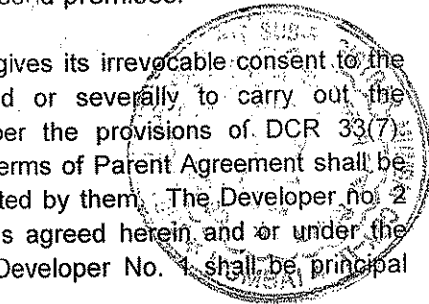 premises.
gives its irrevocable consent to the
d or severally to carry out the
per the provisions of DCR 33(7).
terms of Parent Agreement shall be
ted by them. The Developer no. 2
s agreed herein and or under the
Developer No. 1 shall be principal